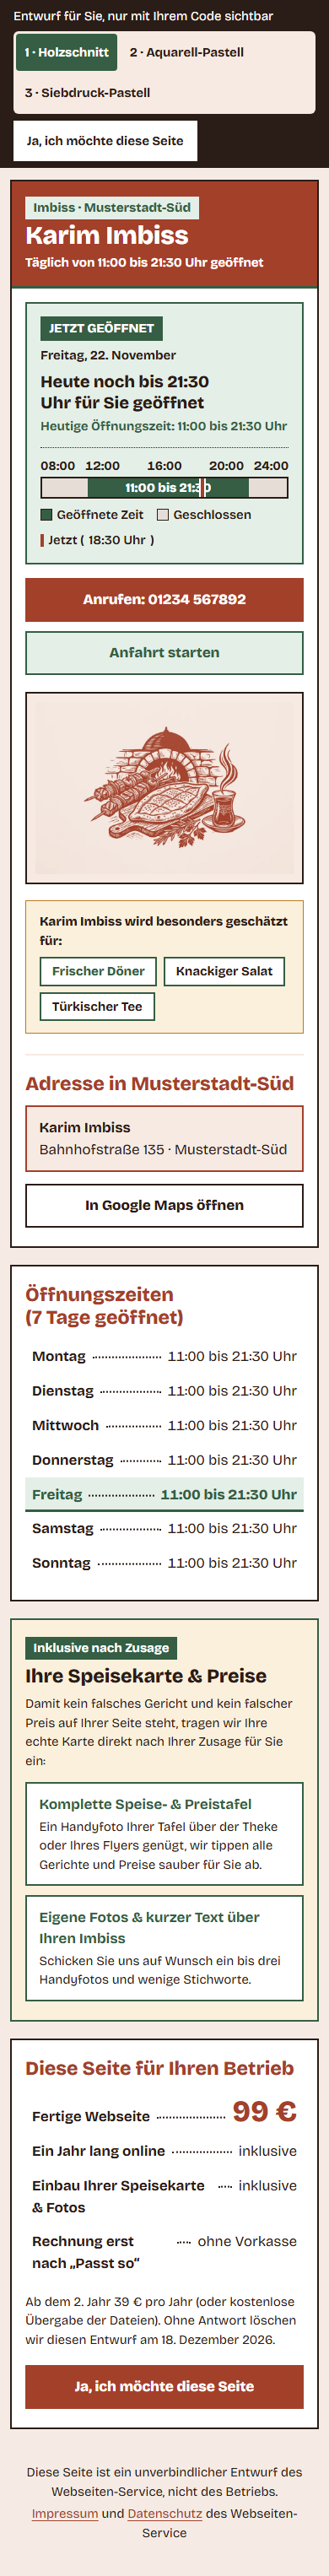 Entwurf für Sie, nur mit Ihrem Code sichtbar
1 · Holzschnitt
2 · Aquarell-Pastell
3 · Siebdruck-Pastell
Ja, ich möchte diese Seite
Imbiss · Musterstadt-Süd
Karim Imbiss
Täglich von 11:00 bis 21:30 Uhr geöffnet
JETZT GEÖFFNET
Freitag, 22. November
Heute noch bis 21:30
Uhr für Sie geöffnet
Heutige Öffnungszeit: 11:00 bis 21:30 Uhr
08:00 12:00 16:00 20:00 24:00
11:00 bis 21:30
Geöffnete Zeit Geschlossen
Jetzt ( 18:30 Uhr )
Anrufen: 01234 567892
Anfahrt starten
Karim Imbiss wird besonders geschätzt
für:
Frischer Döner
Knackiger Salat
Türkischer Tee
Adresse in Musterstadt-Süd
Karim Imbiss
Bahnhofstraße 135 · Musterstadt-Süd
In Google Maps öffnen
Öffnungszeiten
(7 Tage geöffnet)
Montag 11:00 bis 21:30 Uhr
Dienstag 11:00 bis 21:30 Uhr
Mittwoch 11:00 bis 21:30 Uhr
Donnerstag 11:00 bis 21:30 Uhr
Freitag 11:00 bis 21:30 Uhr
Samstag 11:00 bis 21:30 Uhr
Sonntag 11:00 bis 21:30 Uhr
Inklusive nach Zusage
Ihre Speisekarte & Preise
Damit kein falsches Gericht und kein falscher
Preis auf Ihrer Seite steht, tragen wir Ihre
echte Karte direkt nach Ihrer Zusage für Sie
ein:
Komplette Speise- & Preistafel
Ein Handyfoto Ihrer Tafel über der Theke
oder Ihres Flyers genügt, wir tippen alle
Gerichte und Preise sauber für Sie ab.
Eigene Fotos & kurzer Text über
Ihren Imbiss
Schicken Sie uns auf Wunsch ein bis drei
Handyfotos und wenige Stichworte.
Diese Seite für Ihren Betrieb
Fertige Webseite 99 €
Ein Jahr lang online inklusive
Einbau Ihrer Speisekarte inklusive
& Fotos
Rechnung erst ohne Vorkasse
nach „Passt so“
Ab dem 2. Jahr 39 € pro Jahr (oder kostenlose
Übergabe der Dateien). Ohne Antwort löschen
wir diesen Entwurf am 18. Dezember 2026.
Ja, ich möchte diese Seite
Diese Seite ist ein unverbindlicher Entwurf des
Webseiten-Service, nicht des Betriebs.
Impressum und Datenschutz des Webseiten-
Service